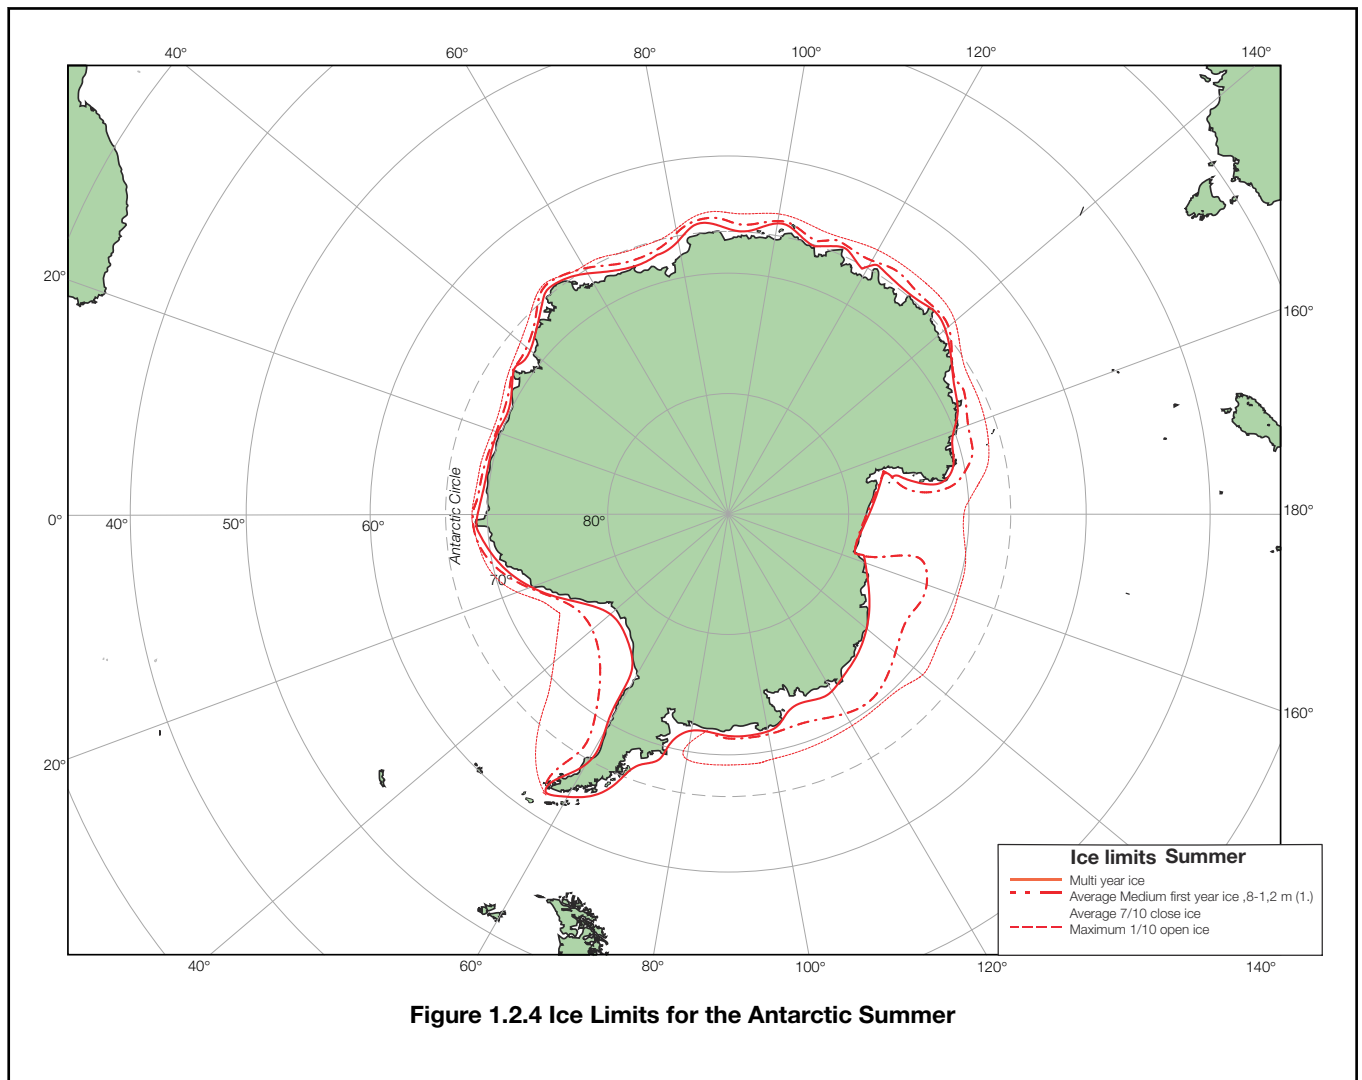 40° 60° 80° 100° 120° 140°
20°
160°
Antarctic Circle
0° 40° 50° 60° 80° 180°
70°
20°
160°
Ice limits Summer
Multi year ice
Average Medium first year ice ,8-1,2 m (1.)
Average 7/10 close ice
Maximum 1/10 open ice
40° 60° 80° 100° 120° 140°
Figure 1.2.4 Ice Limits for the Antarctic Summer